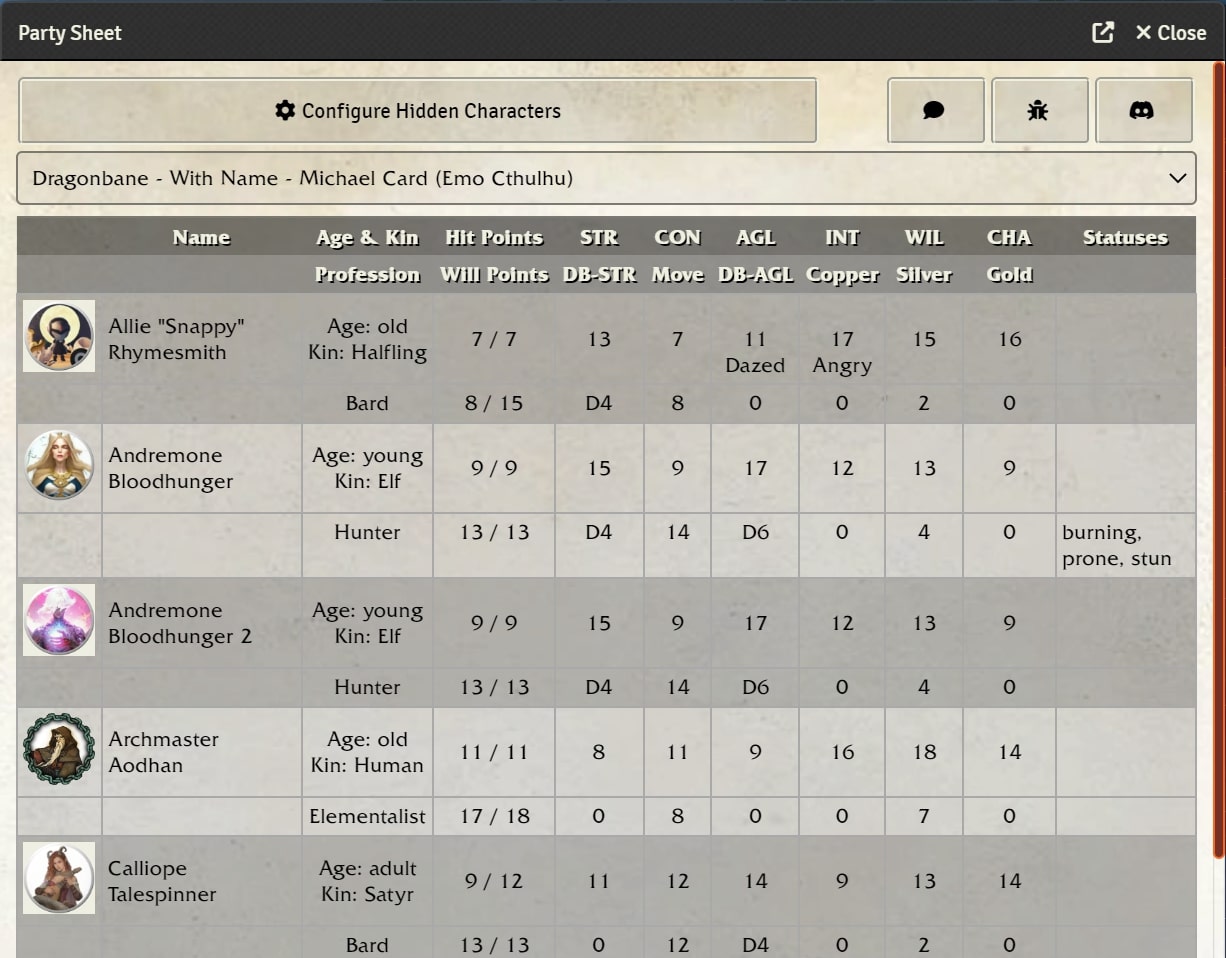 Party Sheet
Close
Configure Hidden Characters
Dragonbane - With Name - Michael Card (Emo Cthulhu)
Name Age & Kin Hit Points STR CON AGL INT WIL CHA Statuses
Profession Will Points DB-STR Move DB-AGL Copper Silver Gold
Allie "Snappy" Rhymesmith Age: old Kin: Halfling 7 / 7 13 7 11 Dazed 17 Angry 15 16
Bard 8 / 15 D4 8 0 0 2 0
Andremone Bloodhunger Age: young Kin: Elf 9 / 9 15 9 17 12 13 9
Hunter 13 / 13 D4 14 D6 0 4 0 burning, prone, stun
Andremone Bloodhunger 2 Age: young Kin: Elf 9 / 9 15 9 17 12 13 9
Hunter 13 / 13 D4 14 D6 0 4 0
Archmaster Aodhan Age: old Kin: Human 11 / 11 8 11 9 16 18 14
Elementalist 17 / 18 0 8 0 0 7 0
Calliope Talespinner Age: adult Kin: Satyr 9 / 12 11 12 14 9 13 14
Bard 13 / 13 0 12 D4 0 2 0